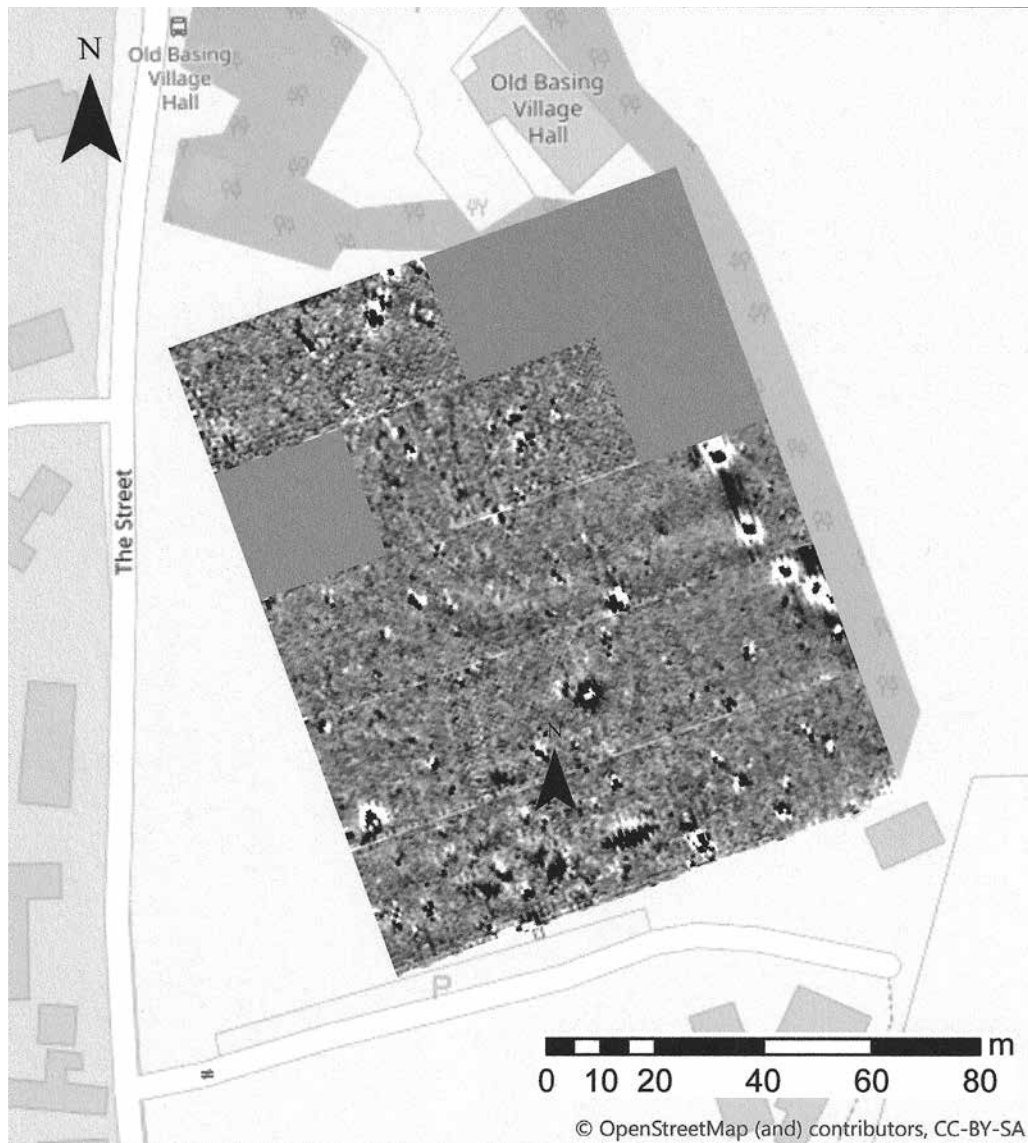 N
Old Basing
Village
Hall
Old Basing
Village
Hall
The Street
N
P
m
0 10 20 40 60 80
© OpenStreetMap (and) contributors, CC-BY-SA